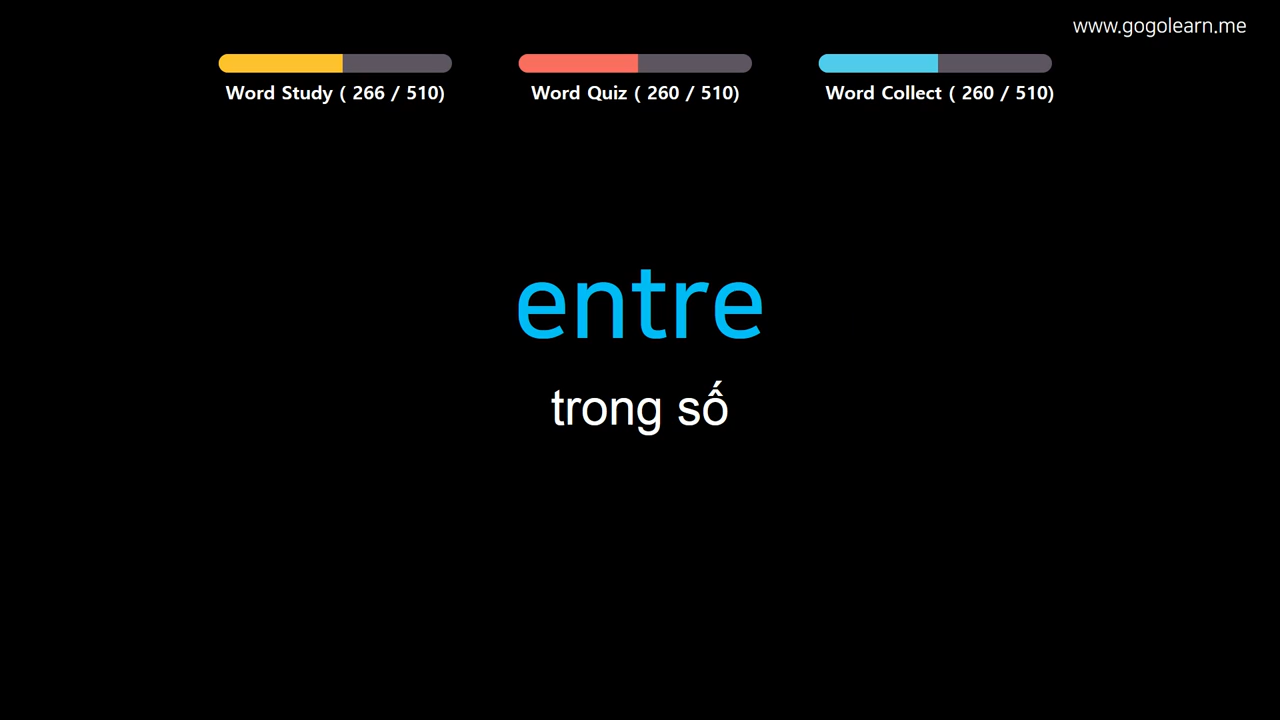 www.gogolearn.me
Word Study ( 266 / 510)
Word Quiz ( 260 / 510)
Word Collect ( 260 / 510)
entre
trong số